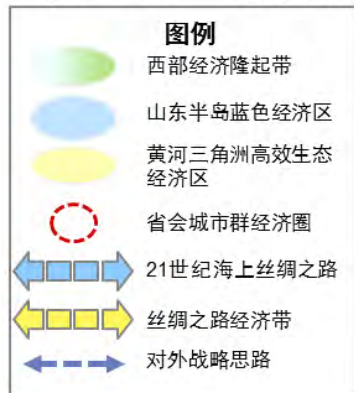 图例
西部经济隆起带
山东半岛蓝色经济区
黄河三角洲高效生态
经济区
省会城市群经济圈
21世纪海上丝绸之路
丝绸之路经济带
对外战略思路